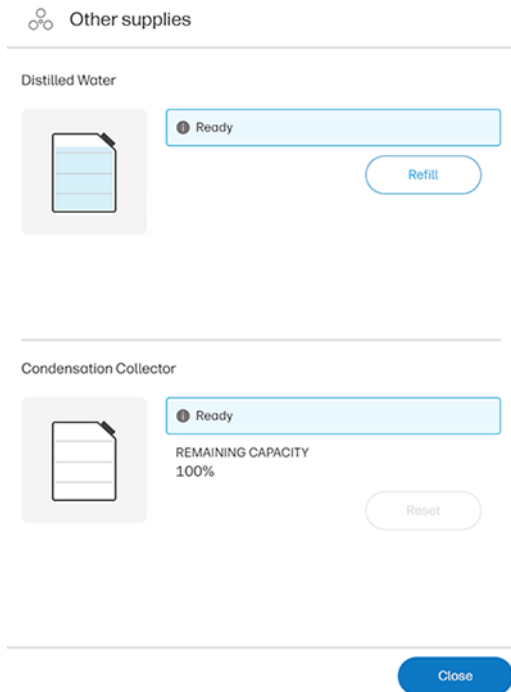 Other supplies
Distilled Water
Ready
Refill
Condensation Collector
Ready
REMAINING CAPACITY
100%
Reset
Close